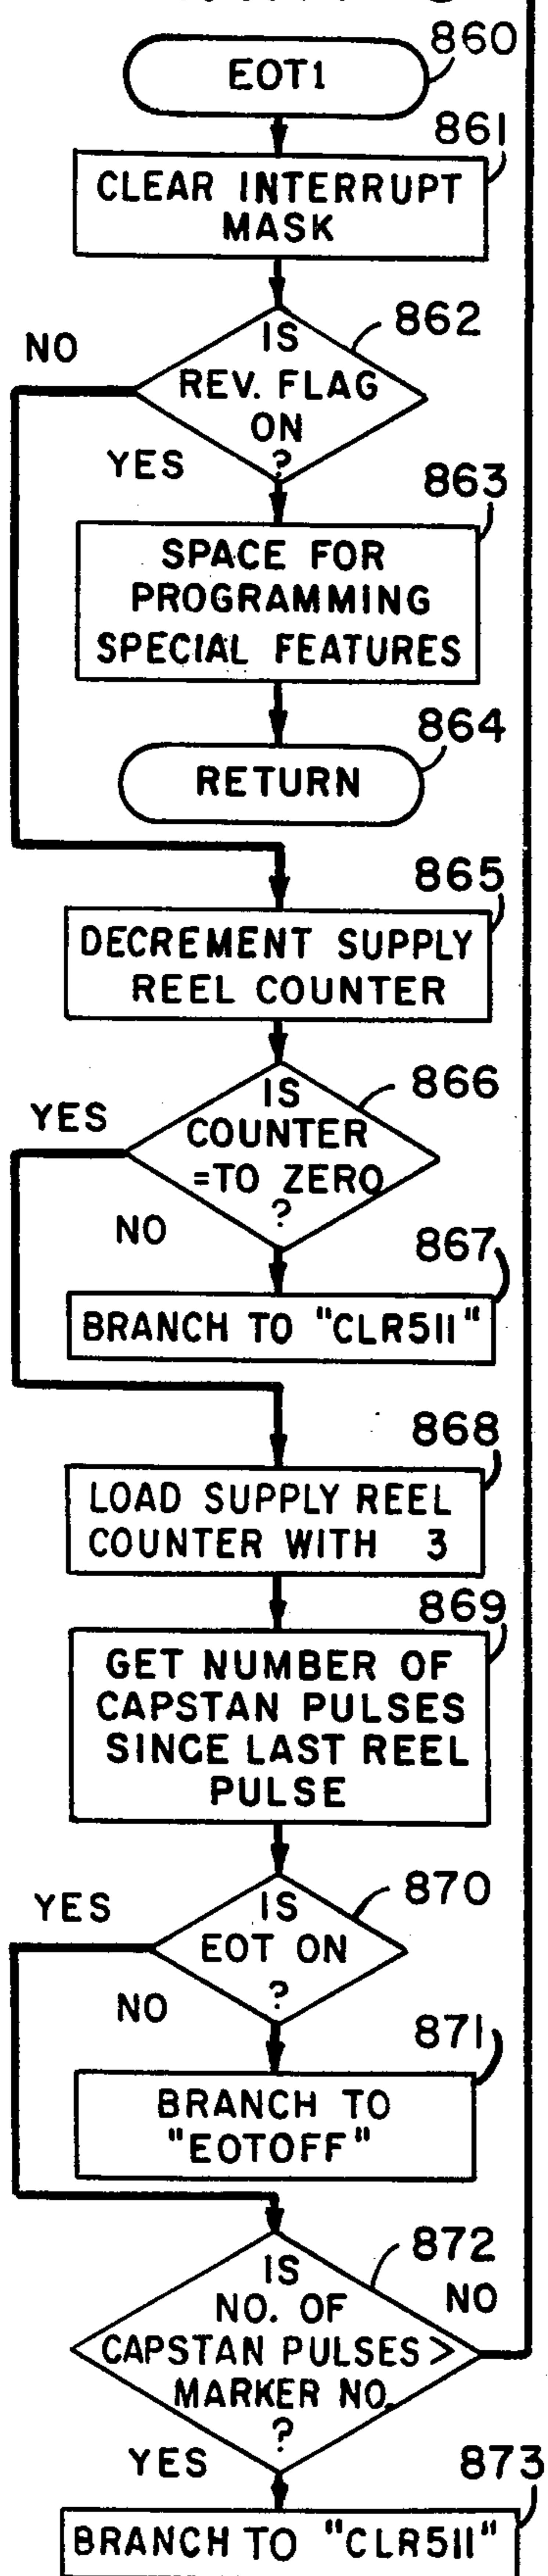 860
EOT1
861
CLEAR INTERRUPT
MASK
862
NO
IS
REV. FLAG
ON
?
YES
863
SPACE FOR
PROGRAMMING
SPECIAL FEATURES
864
RETURN
865
DECREMENT SUPPLY
REEL COUNTER
866
YES
IS
COUNTER
=TO ZERO
?
NO
867
BRANCH TO "CLR511"
868
LOAD SUPPLY REEL
COUNTER WITH 3
869
GET NUMBER OF
CAPSTAN PULSES
SINCE LAST REEL
PULSE
870
YES
IS
EOT ON
?
NO
871
BRANCH TO
"EOTOFF"
872
NO
IS
NO. OF
CAPSTAN PULSES >
MARKER NO.
?
YES
873
BRANCH TO "CLR511"